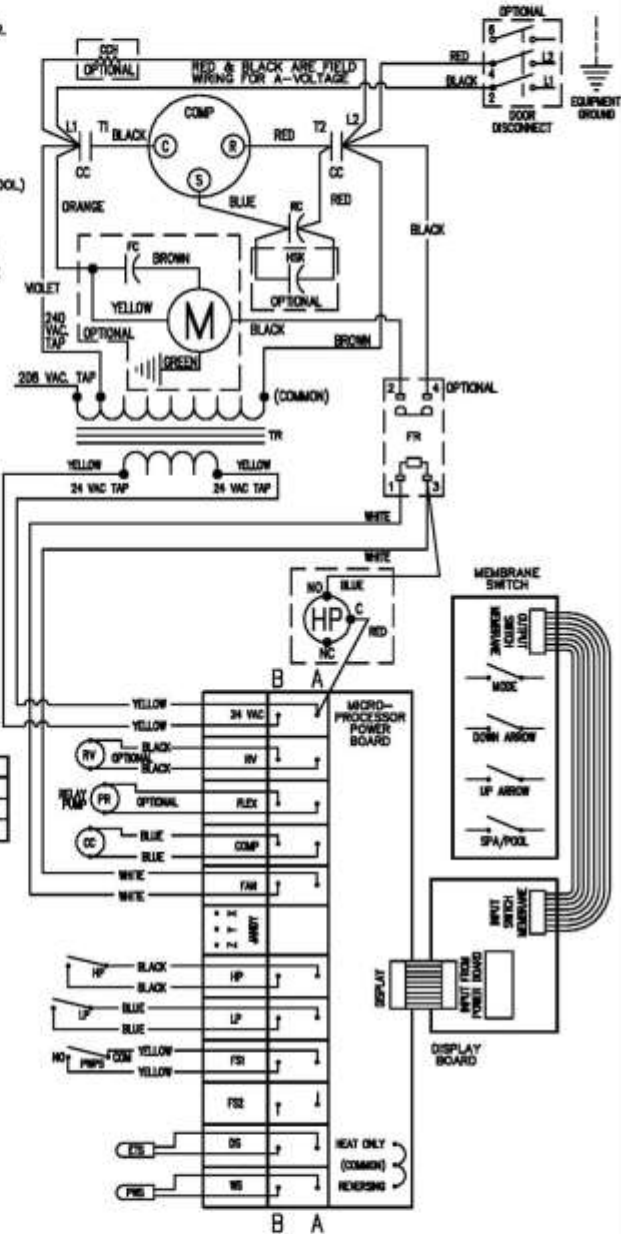 OPTIONAL
CCH
OPTIONAL
RED & BLACK ARE FIELD
WIRING FOR A-VOLTAGE
RED
BLACK
6
4
2
L2
L1
DOOR
DISCONNECT
EQUIPMENT
GROUND
L1
T1
BLACK
COMP
C
R
S
RED
T2
L2
CC
CC
OOL)
BLUE
RC
RED
ORANGE
HSK
OPTIONAL
BLACK
FC
BROWN
VIOLET
YELLOW
M
BLACK
BROWN
240
VAC.
TAP
OPTIONAL
GREEN
208 VAC. TAP
(COMMON)
TR
2
4
OPTIONAL
FR
1
3
YELLOW
YELLOW
24 VAC TAP
24 VAC TAP
WHITE
WHITE
NO
BLUE
HP
C
RED
NC
MEMBRANE
SWITCH
OUTPUT
SWITCH
MEMBRANE
MODE
DOWN ARROW
UP ARROW
SPA/POOL
B A
MICRO-
PROCESSOR
POWER
BOARD
YELLOW
YELLOW
24 VAC
RV
OPTIONAL
BLACK
BLACK
RV
RELAY
PUMP
PR
OPTIONAL
FLEX
CC
BLUE
BLUE
COMP
WHITE
WHITE
FAN
JANDY
HP
BLACK
BLACK
HP
LP
BLUE
BLUE
LP
NO
PWPS
COM
YELLOW
YELLOW
FS1
FS2
DS
WS
PWS
HEAT ONLY
(COMMON)
REVERSING
B A
INPUT
SWITCH
MEMBRANE
DISPLAY
INPUT FROM
POWER BOARD
DISPLAY
BOARD